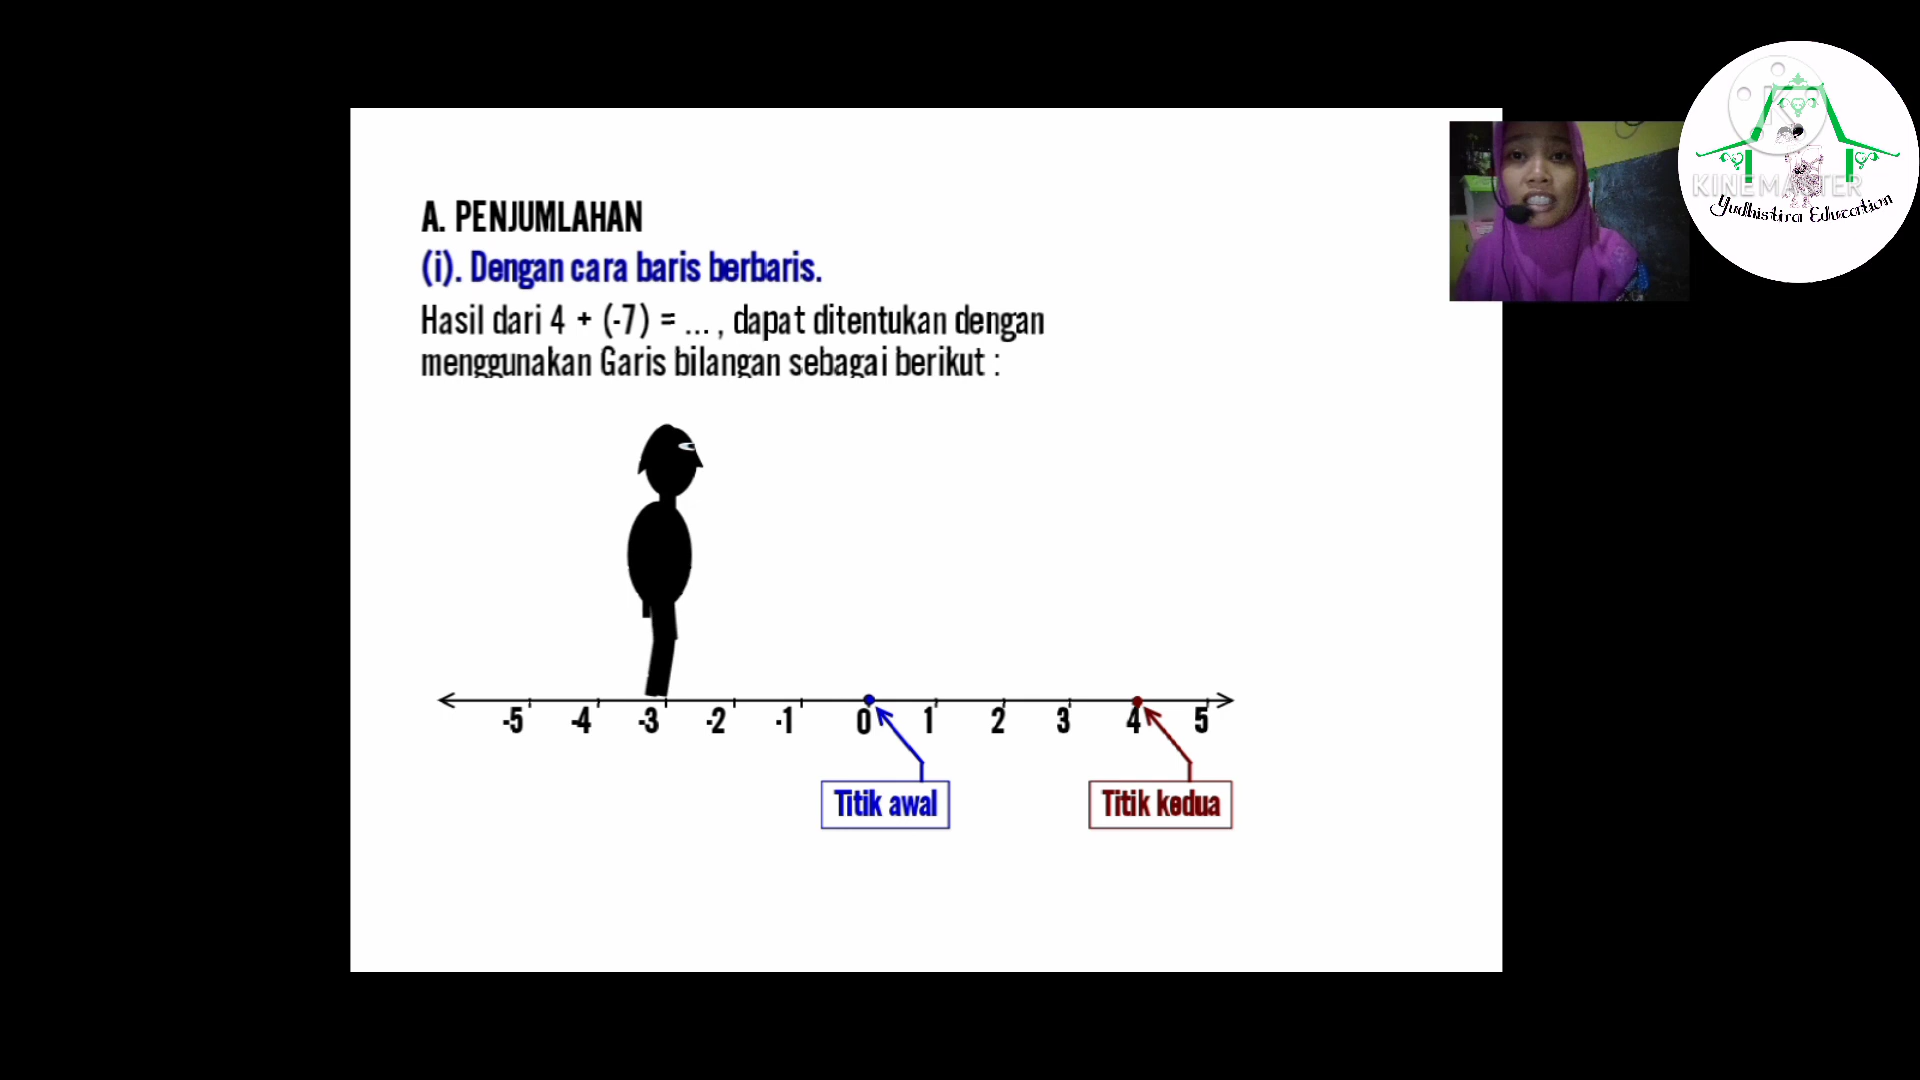 A. PENJUMLAHAN
(i). Dengan cara baris berbaris.
Hasil dari 4 + (-7) = ... , dapat ditentukan dengan
menggunakan Garis bilangan sebagai berikut :
-5 -4 -3 -2 -1 0 1 2 3 4 5
Titik awal
Titik kedua
KINEMASTER
Yudhistira Education